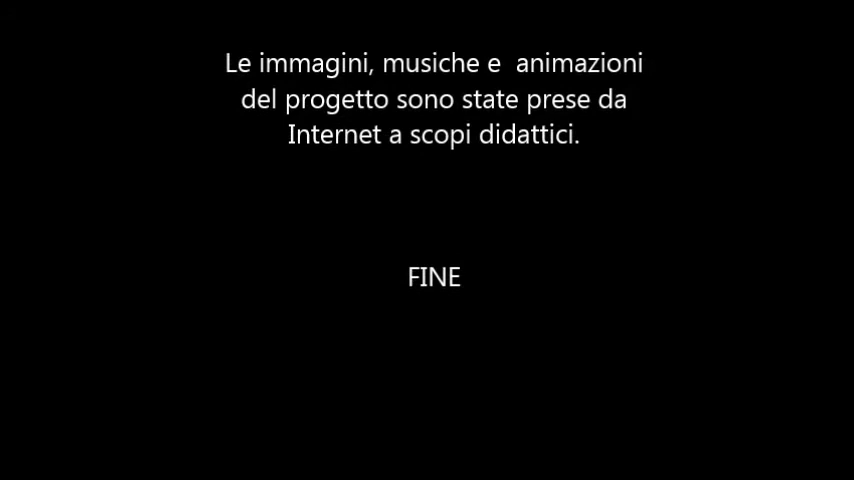 Le immagini, musiche e  animazioni
del progetto sono state prese da
Internet a scopi didattici.
FINE